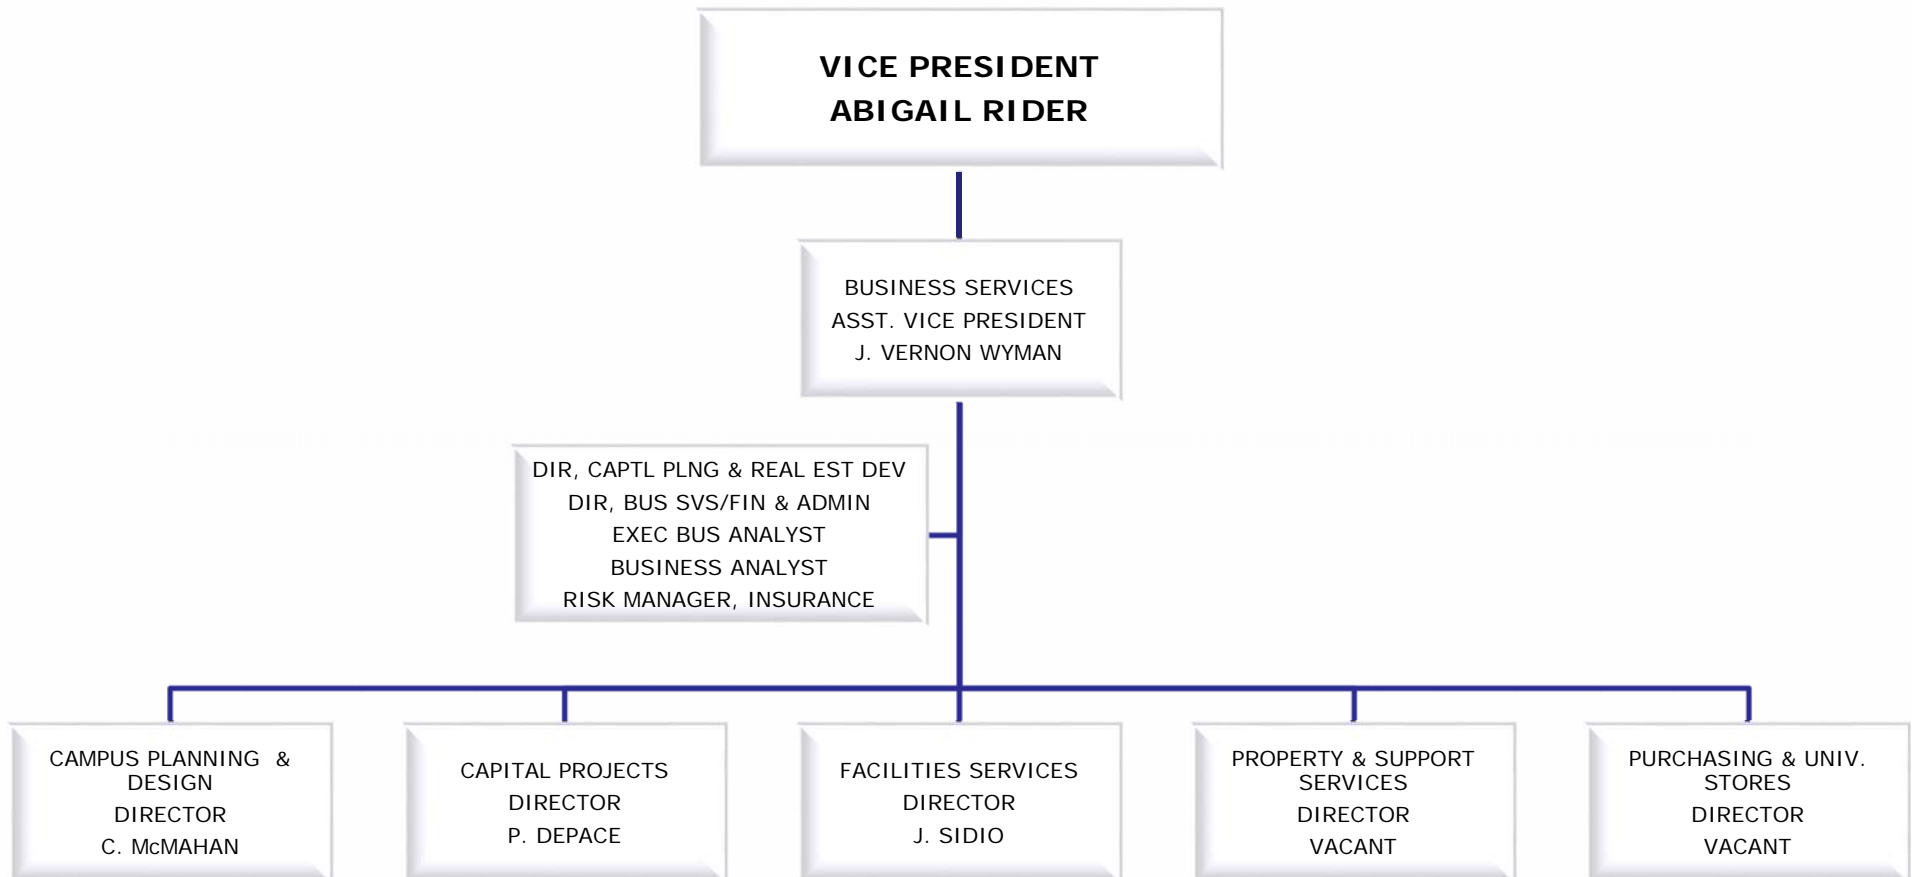 VICE PRESIDENT
ABIGAIL RIDER
BUSINESS SERVICES
ASST. VICE PRESIDENT
J. VERNON WYMAN
DIR, CAPTL PLNG & REAL EST DEV
DIR, BUS SVS/FIN & ADMIN
EXEC BUS ANALYST
BUSINESS ANALYST
RISK MANAGER, INSURANCE
CAMPUS PLANNING &
DESIGN
DIRECTOR
C. McMAHAN
CAPITAL PROJECTS
DIRECTOR
P. DEPACE
FACILITIES SERVICES
DIRECTOR
J. SIDIO
PROPERTY & SUPPORT
SERVICES
DIRECTOR
VACANT
PURCHASING & UNIV.
STORES
DIRECTOR
VACANT